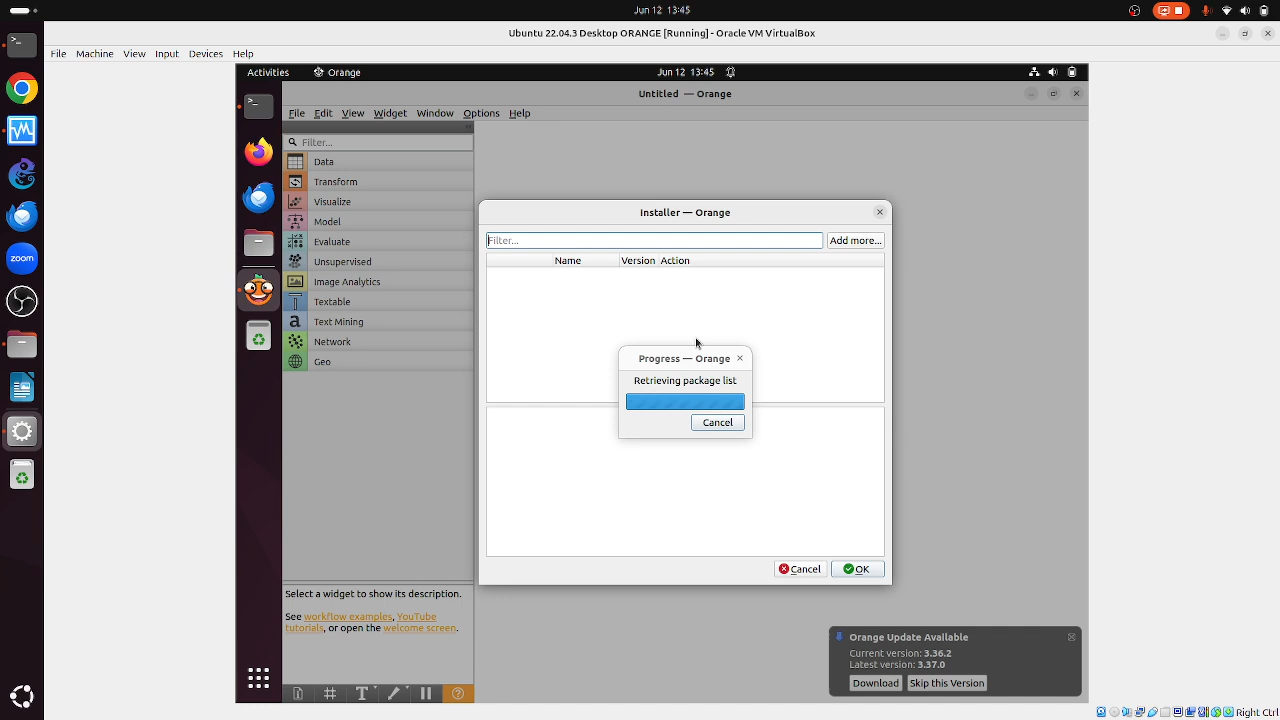 Jun 12 13:45
Ubuntu 22.04.3 Desktop ORANGE [Running] - Oracle VM VirtualBox
File Machine View Input Devices Help
Activities Orange Jun 12 13:45
Untitled — Orange
File Edit View Widget Window Options Help
Filter...
Data
Transform
Visualize
Model
Evaluate
Unsupervised
Image Analytics
Textable
Text Mining
Network
Geo
Installer — Orange
Filter...
Add more...
Name Version Action
Progress — Orange
Retrieving package list
Cancel
Cancel OK
Select a widget to show its description.
See workflow examples, YouTube
tutorials, or open the welcome screen.
Orange Update Available
Current version: 3.36.2
Latest version: 3.37.0
Download Skip this Version
zoom
Right Ctrl